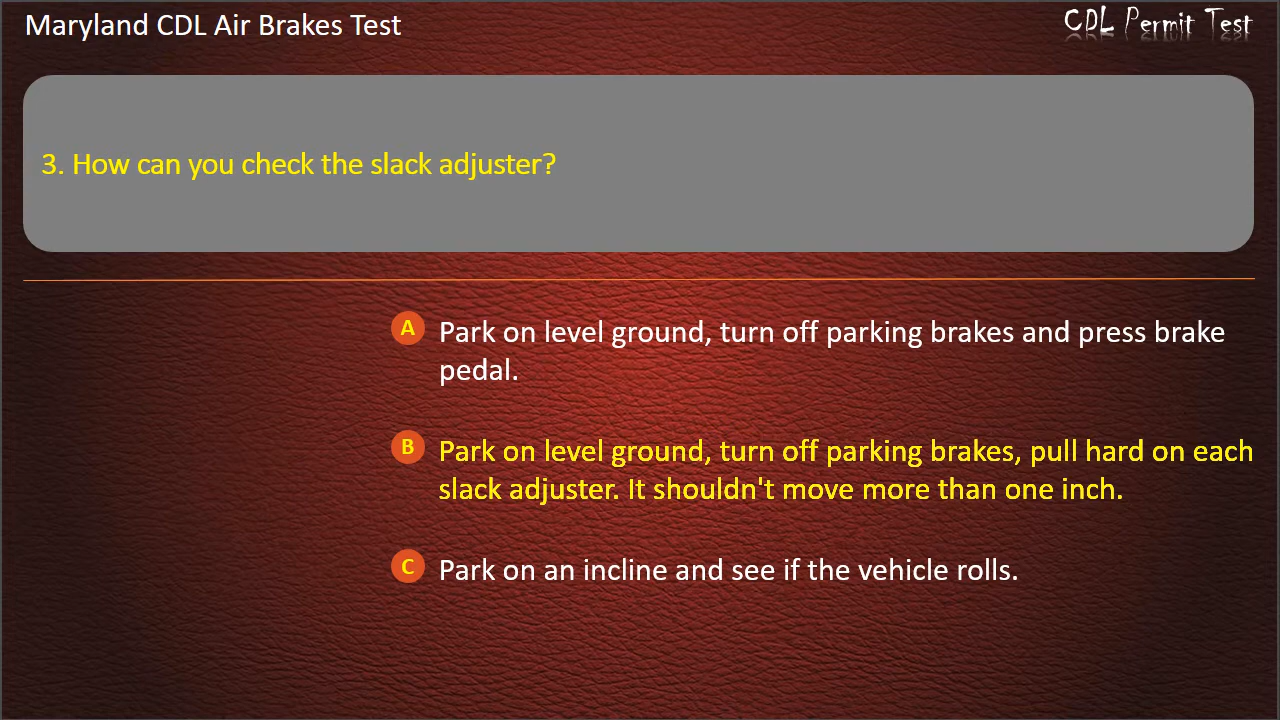 Maryland CDL Air Brakes Test
CDL Permit Test
3. How can you check the slack adjuster?
A Park on level ground, turn off parking brakes and press brake
pedal.
B Park on level ground, turn off parking brakes, pull hard on each
slack adjuster. It shouldn't move more than one inch.
C Park on an incline and see if the vehicle rolls.